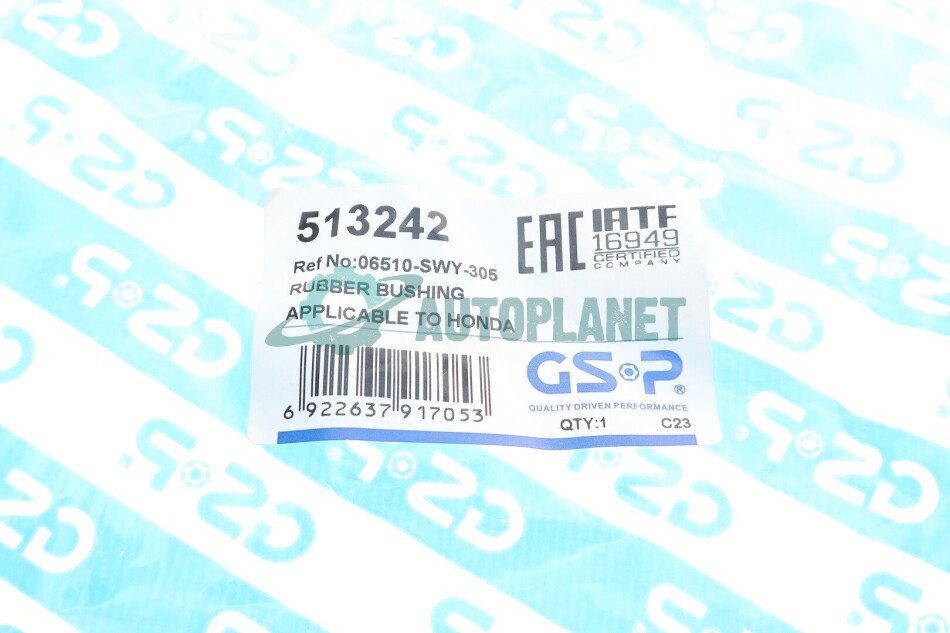 513242
EAC
IATF
16949
CERTIFIED
COMPANY
Ref No:06510-SWY-305
RUBBER BUSHING
APPLICABLE TO HONDA
AUTOPLANET
GS·P®
QUALITY DRIVEN PERFORMANCE
6 922637 917053
QTY:1
C23